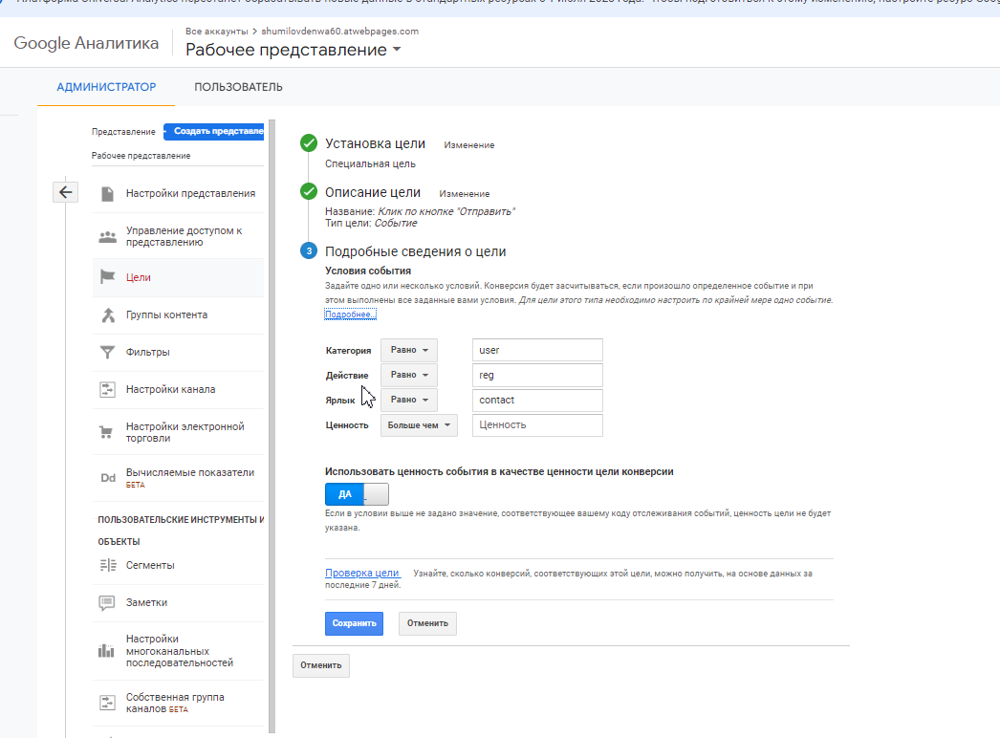 Платформа Universal Analytics перестанет обрабатывать новые данные в стандартных ресурсах с 1 июля 2023 года. Чтобы подготовиться к этому изменению, настройте ресурс Goog
Google Аналитика
Все аккаунты > shumilovdenwa60.atwebpages.com
Рабочее представление
АДМИНИСТРАТОР
ПОЛЬЗОВАТЕЛЬ
Представление
Создать представле
Рабочее представление
Настройки представления
Управление доступом к
представлению
Цели
Группы контента
Фильтры
Настройки канала
Настройки электронной
торговли
Dd
Вычисляемые показатели
БЕТА
ПОЛЬЗОВАТЕЛЬСКИЕ ИНСТРУМЕНТЫ И
ОБЪЕКТЫ
Сегменты
Заметки
Настройки
многоканальных
последовательностей
Собственная группа
каналов БЕТА
Установка цели Изменение
Специальная цель
Описание цели Изменение
Название: Клик по кнопке "Отправить"
Тип цели: Событие
3 Подробные сведения о цели
Условия события
Задайте одно или несколько условий. Конверсия будет засчитываться, если произошло определенное событие и при
этом выполнены все заданные вами условия. Для цели этого типа необходимо настроить по крайней мере одно событие.
Подробнее…
Категория Равно user
Действие Равно reg
Ярлык Равно contact
Ценность Больше чем Ценность
Использовать ценность события в качестве ценности цели конверсии
ДА
Если в условии выше не задано значение, соответствующее вашему коду отслеживания событий, ценность цели не будет
указана.
Проверка цели Узнайте, сколько конверсий, соответствующих этой цели, можно получить, на основе данных за
последние 7 дней.
Сохранить Отменить
Отменить